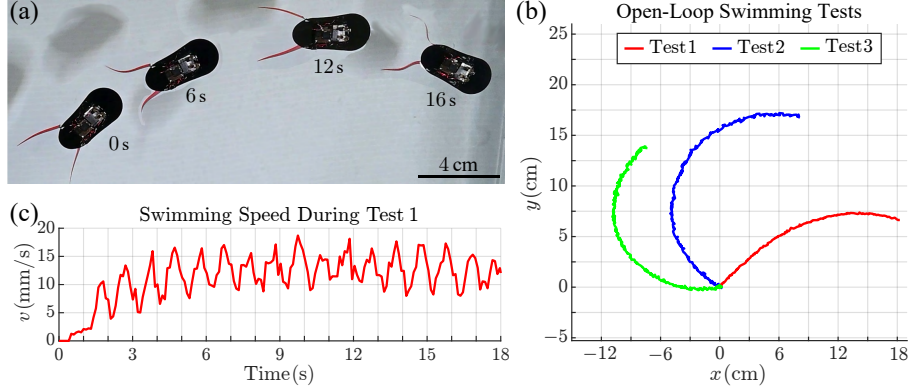 (a)
0 s
6 s
12 s
16 s
4 cm
(b)
Open-Loop Swimming Tests
Test1 Test2 Test3
25
20
15
10
5
0
−5
y (cm)
−12 −6 0 6 12 18
x (cm)
(c)
Swimming Speed During Test 1
20
15
10
5
0
v (mm/s)
0 3 6 9 12 15 18
Time (s)